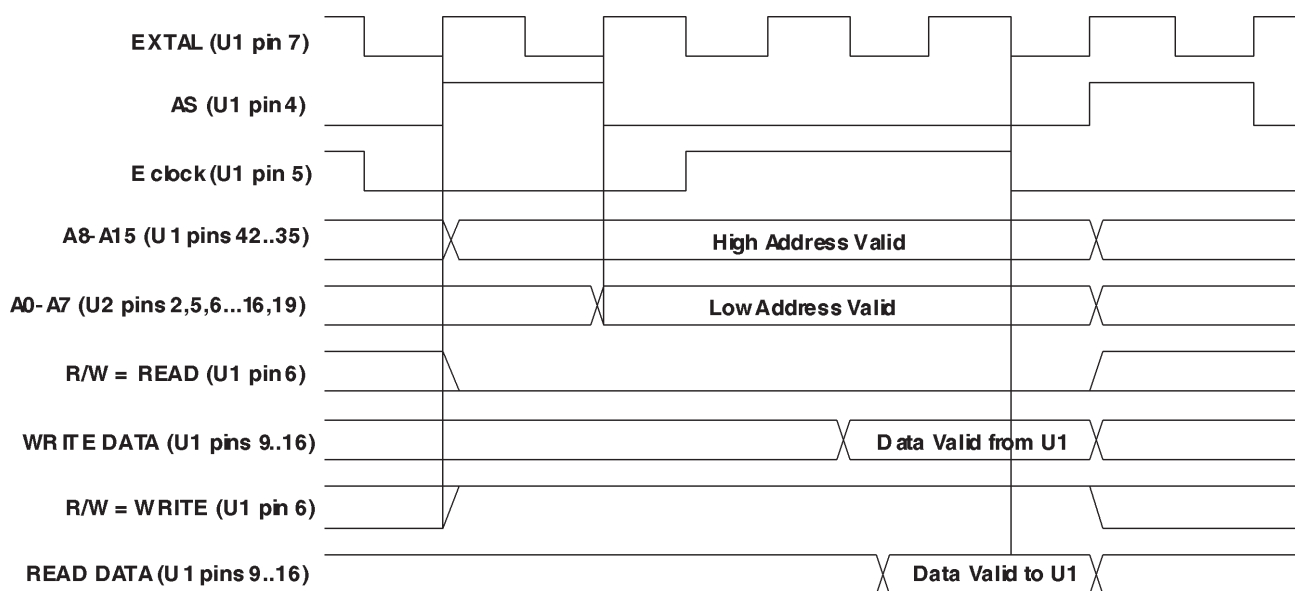 EXTAL (U1 pin 7)
AS (U1 pin 4)
E clock (U1 pin 5)
A8-A15 (U1 pins 42..35)
High Address Valid
A0-A7 (U2 pins 2,5,6...16,19)
Low Address Valid
R/W = READ (U1 pin 6)
WRITE DATA (U1 pins 9..16)
Data Valid from U1
R/W = WRITE (U1 pin 6)
READ DATA (U1 pins 9..16)
Data Valid to U1